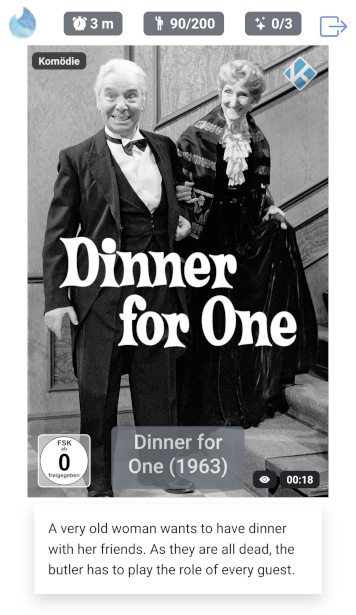 3 m
90/200
0/3
Komödie
Dinner
for One
FSK
ab
0
freigegeben
Dinner for
One (1963)
00:18
A very old woman wants to have dinner
with her friends. As they are all dead, the
butler has to play the role of every guest.